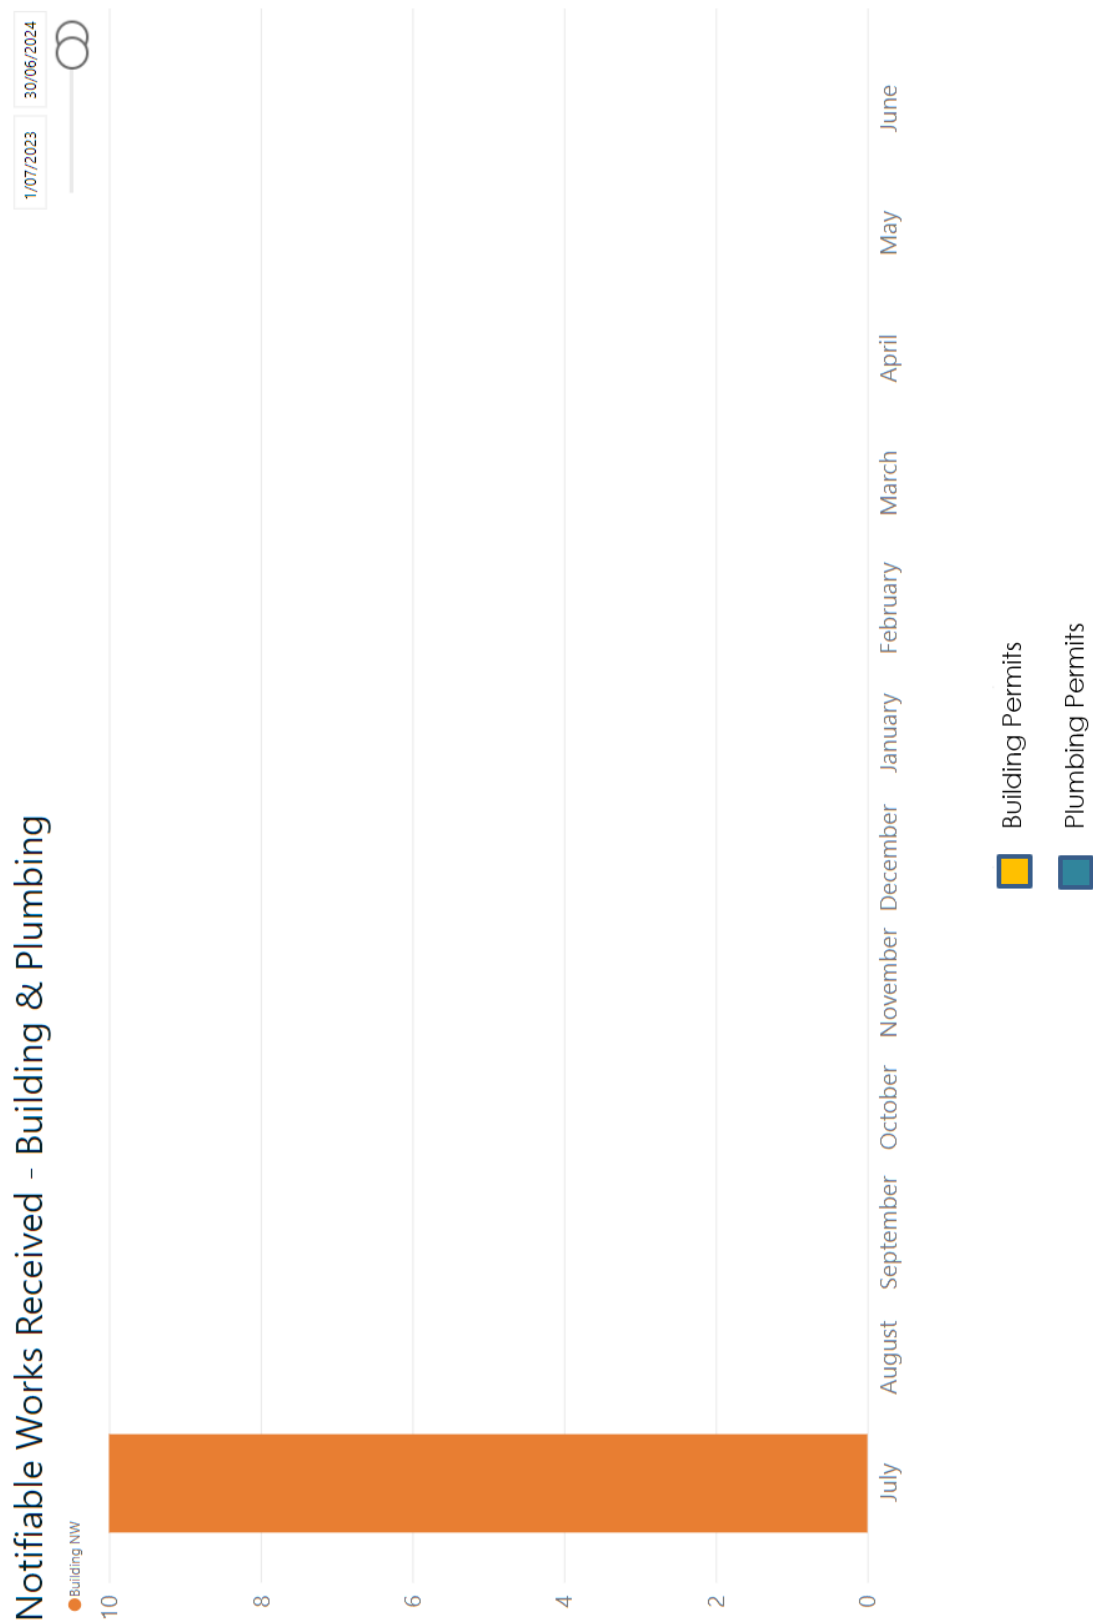 Notifiable Works Received - Building & Plumbing
1/07/2023
30/06/2024
Building NW
10
8
6
4
2
0
July
August
September
October
November
December
January
February
March
April
May
June
Building Permits
Plumbing Permits